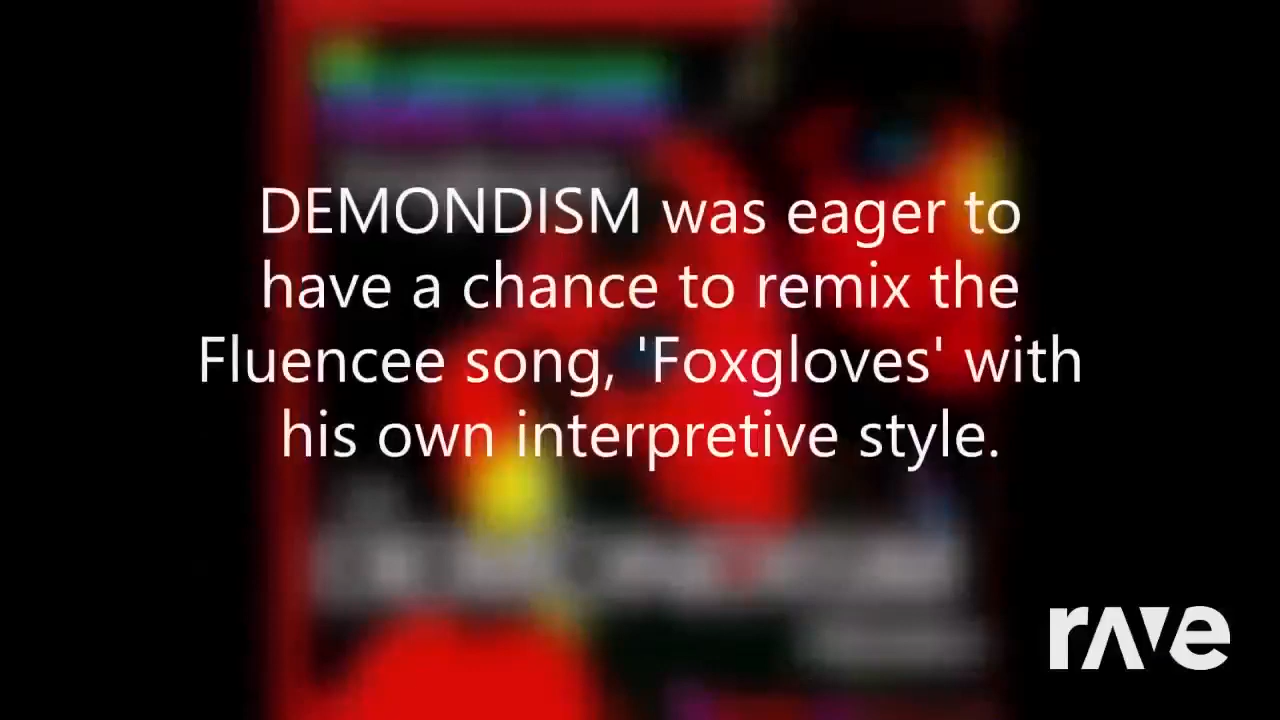 DEMONDISM was eager to
have a chance to remix the
Fluencee song, 'Foxgloves' with
his own interpretive style.
rave